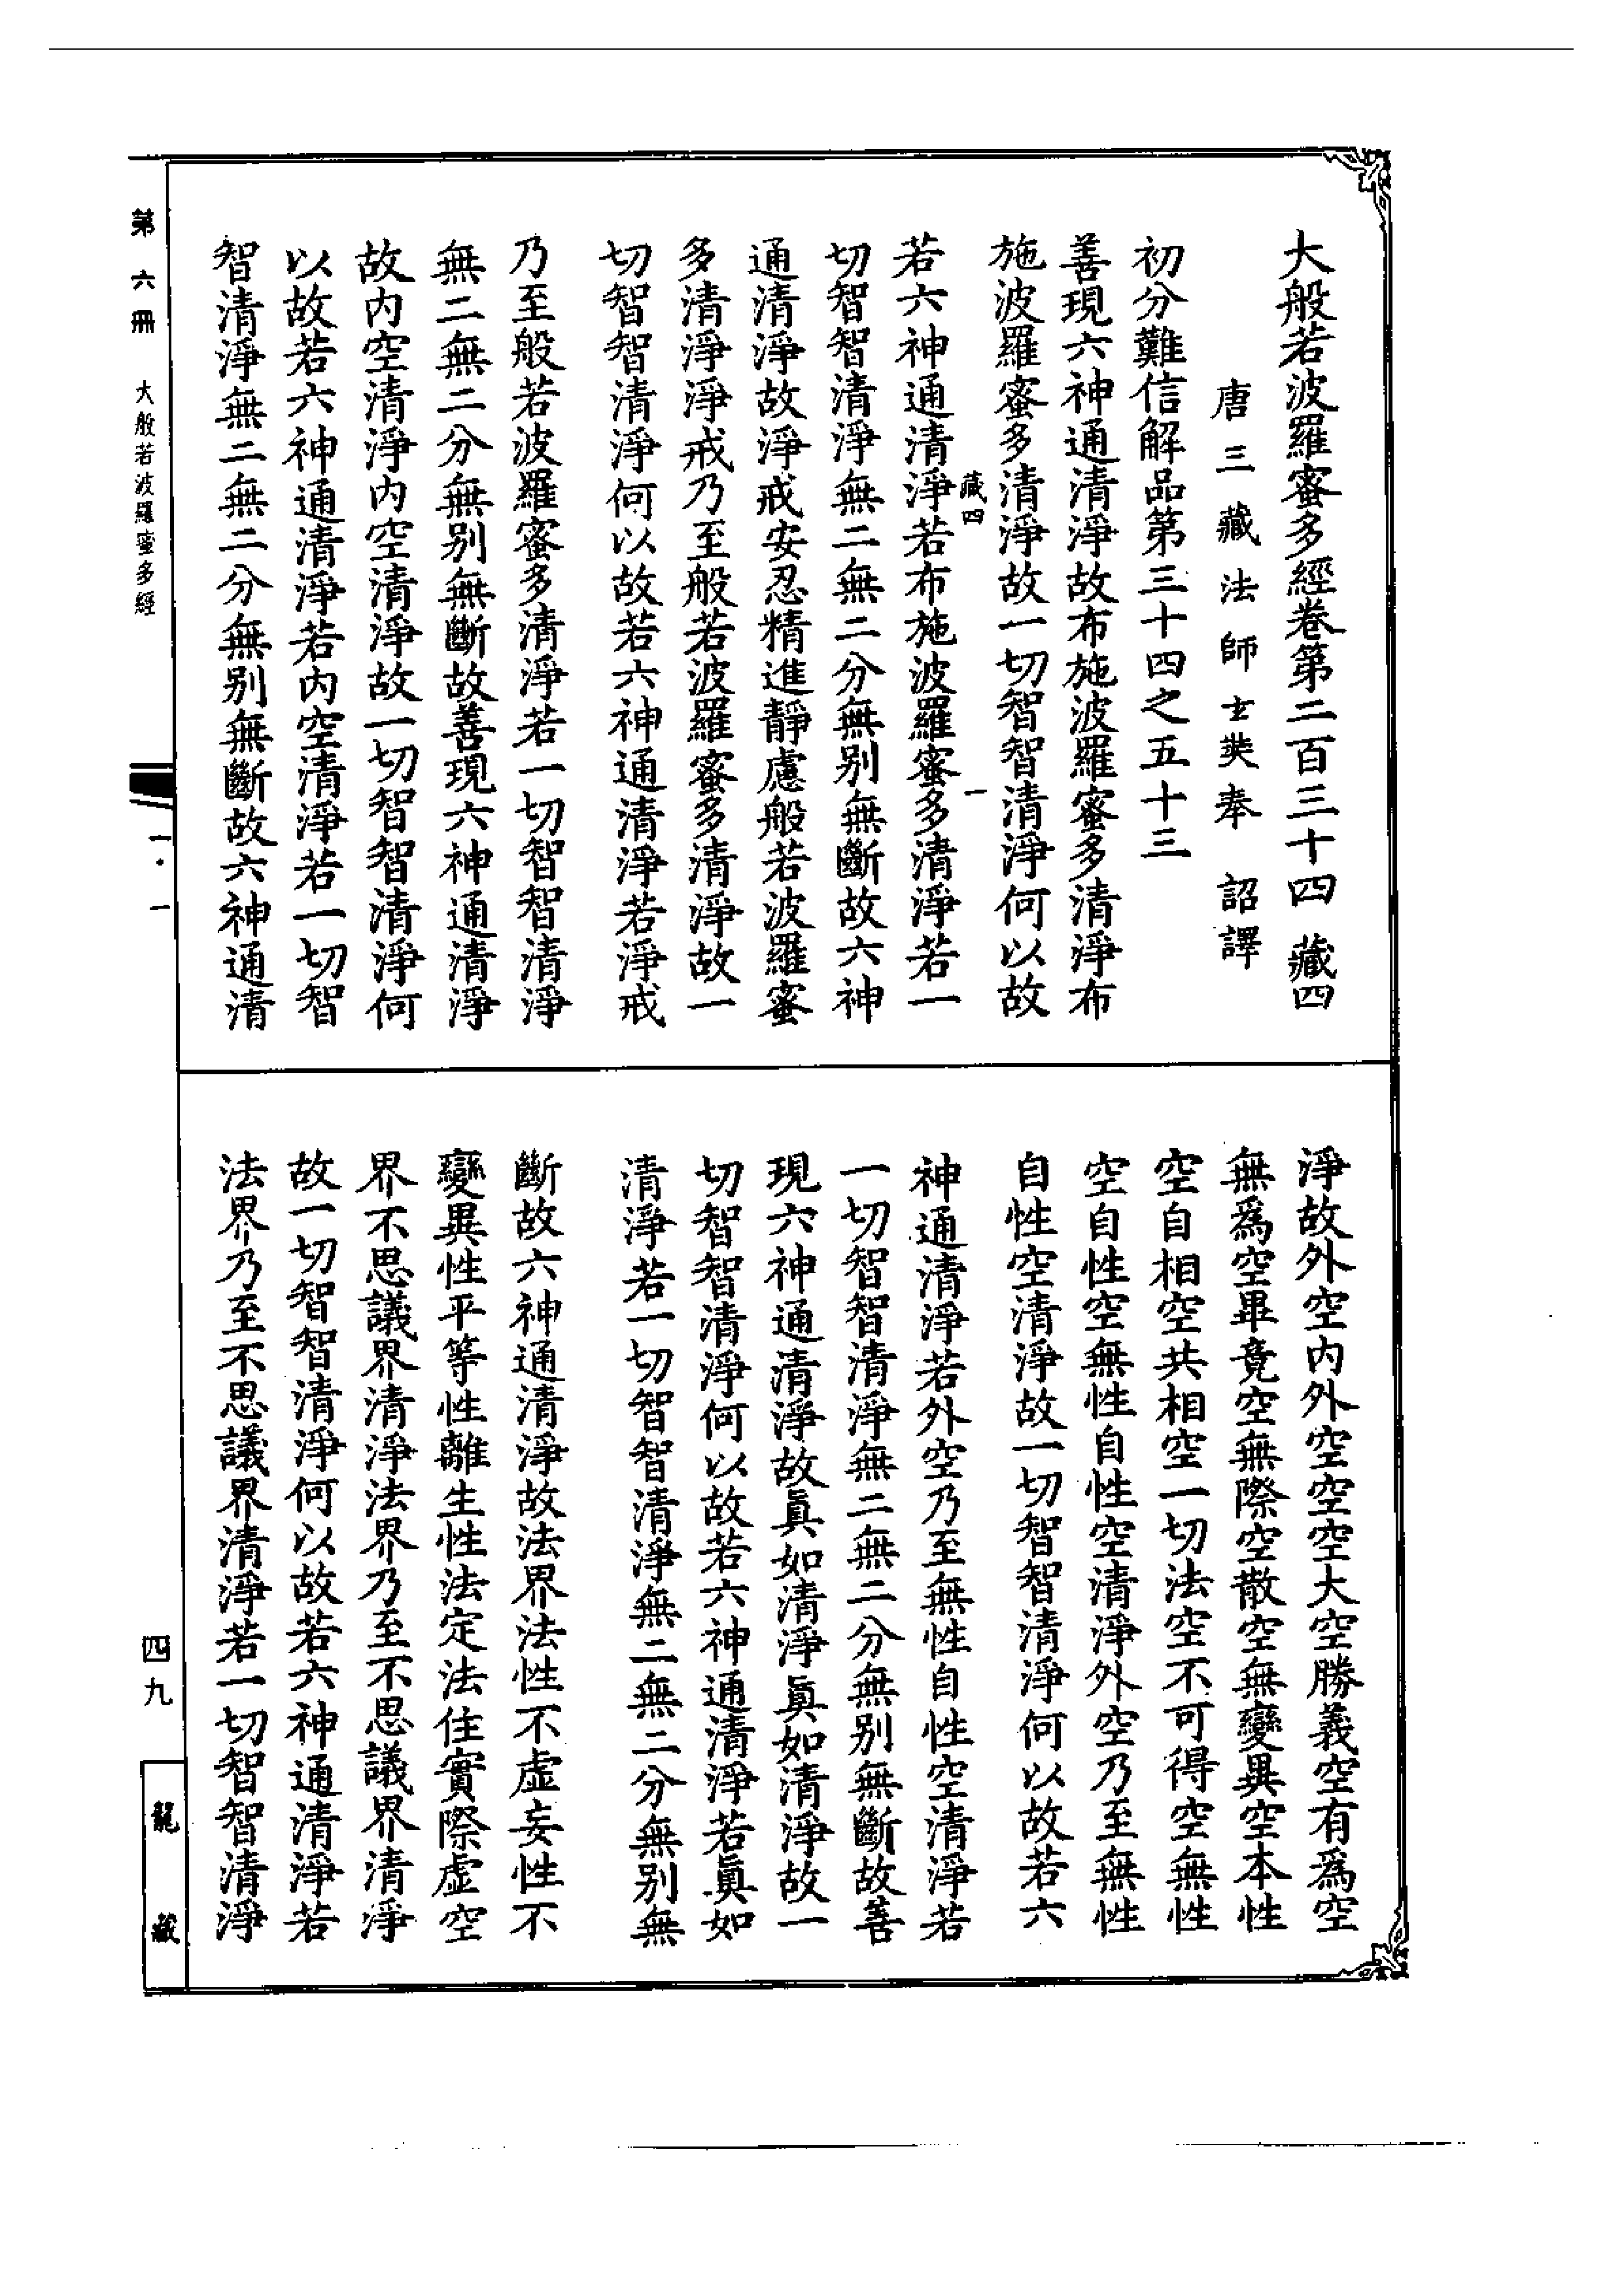 大般若波羅蜜多經卷第二百三十四 藏四
唐三藏法師玄奘奉 詔譯
初分難信解品第三十四之五十三
善現六神通清淨故布施波羅蜜多清淨布
施波羅蜜多清淨故一切智智清淨何以故
藏四 一
若六神通清淨若布施波羅蜜多清淨若一
切智智清淨無二無二分無别無斷故六神
通清淨故淨戒安忍精進靜慮般若波羅蜜
多清淨淨戒乃至般若波羅蜜多清淨故一
切智智清淨何以故若六神通清淨若淨戒
乃至般若波羅蜜多清淨若一切智智清淨
無二無二分無别無斷故善現六神通清淨
故内空清淨内空清淨故一切智智清淨何
以故若六神通清淨若内空清淨若一切智
智清淨無二無二分無别無斷故六神通清
淨故外空内外空空空大空勝義空有爲空
無爲空畢竟空無際空散空無變異空本性
空自相空共相空一切法空不可得空無性
空自性空無性自性空清淨外空乃至無性
自性空清淨故一切智智清淨何以故若六
神通清淨若外空乃至無性自性空清淨若
一切智智清淨無二無二分無别無斷故善
現六神通清淨故眞如清淨眞如清淨故一
切智智清淨何以故若六神通清淨若眞如
清淨若一切智智清淨無二無二分無别無
斷故六神通清淨故法界法性不虛妄性不
變異性平等性離生性法定法住實際虛空
界不思議界清淨法界乃至不思議界清淨
故一切智智清淨何以故若六神通清淨若
法界乃至不思議界清淨若一切智智清淨
第六冊 大般若波羅蜜多經
一·一
四九
龍藏